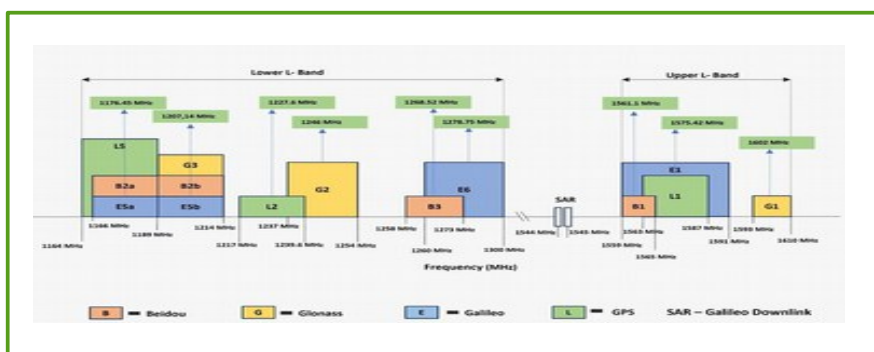 Lower L- Band Upper L- Band
1176.45 MHz 1227.6 MHz 1268.52 MHz 1561.1 MHz
1207,14 MHz 1246 MHz 1278.75 MHz 1575.42 MHz
1602 MHz
L5 G3 G2 E6 E1
B2a B2b L1
E5a E5b L2 B3 SAR B1 G1
1166 MHz 1214 MHz 1237 MHz 1258 MHz 1273 MHz 1544 MHz 1545 MHz 1563 MHz 1587 MHz 1593 MHz
1164 MHz 1189 MHz 1217 MHz 1239.6 MHz 1254 MHz 1260 MHz 1300 MHz 1559 MHz 1565 MHz 1591 MHz 1610 MHz
Frequency (MHz)
B Beidou G Glonass E Galileo L GPS SAR – Galileo Downlink